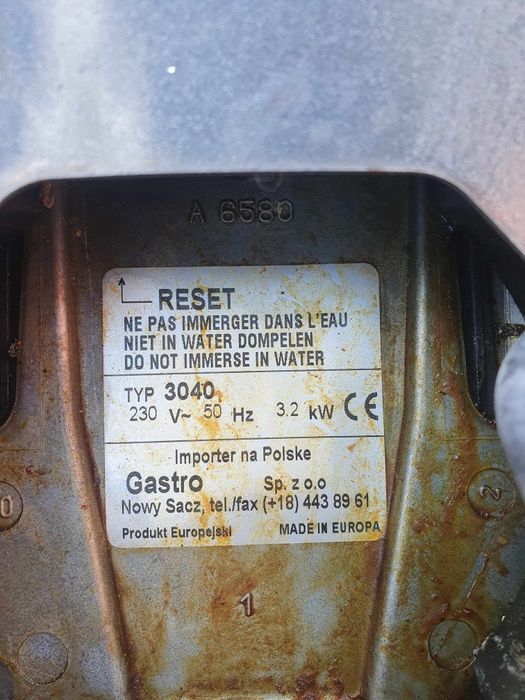 A 6580
RESET
NE PAS IMMERGER DANS L'EAU
NIET IN WATER DOMPELEN
DO NOT IMMERSE IN WATER
TYP 3040
230 V~ 50 Hz 3.2 kW CE
Importer na Polske
Gastro Sp. z o.o
Nowy Sacz, tel./fax (+18) 443 89 61
Produkt Europejski MADE IN EUROPA
0
2
1